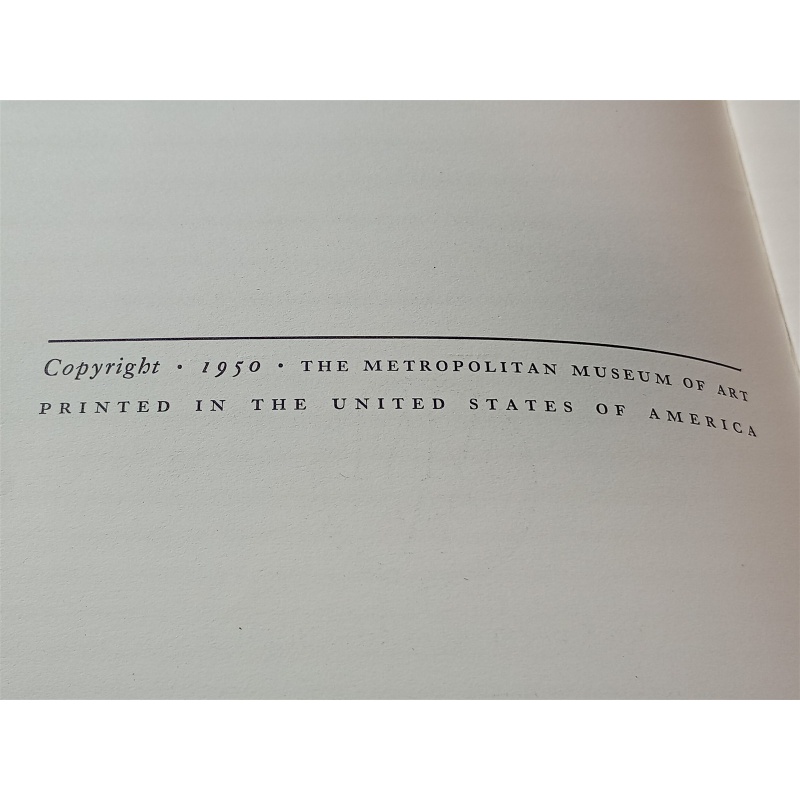 Copyright · 1950 · THE METROPOLITAN MUSEUM OF ART
PRINTED IN THE UNITED STATES OF AMERICA